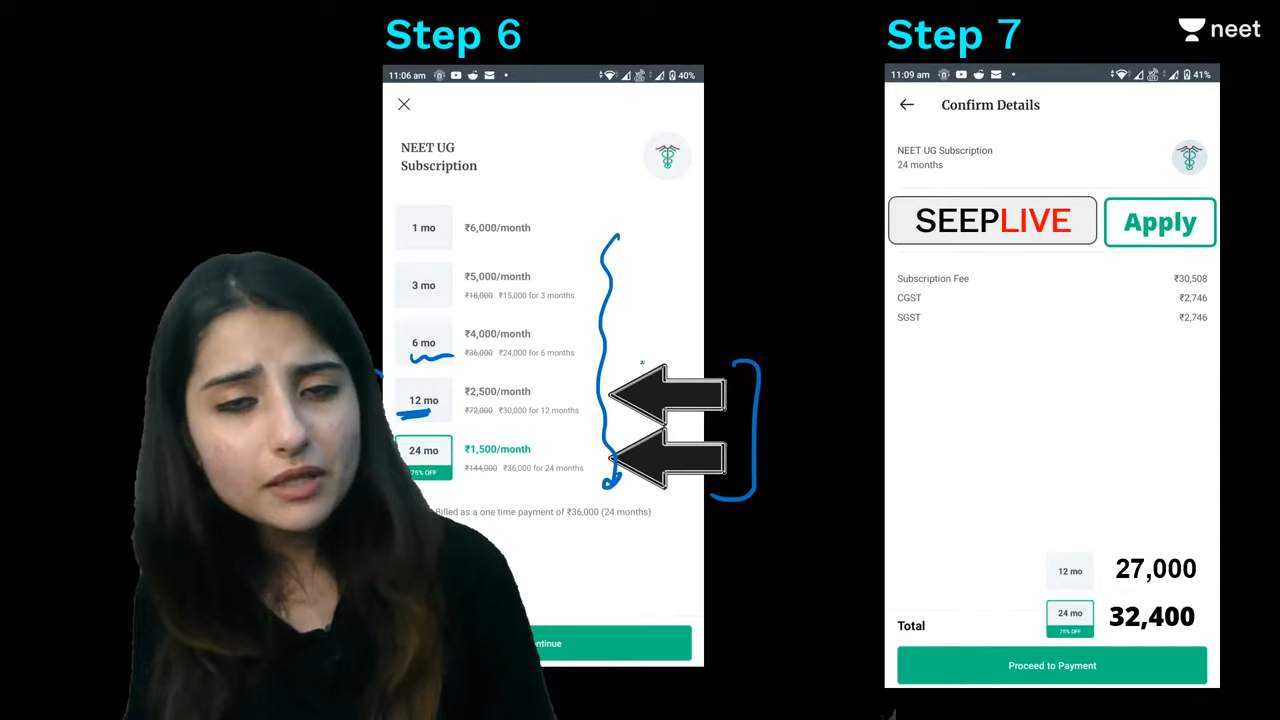 Step 6
11:06 am
40%
NEET UG
Subscription
1 mo
₹6,000/month
3 mo
₹5,000/month
₹18,000 ₹15,000 for 3 months
6 mo
₹4,000/month
₹36,000 ₹24,000 for 6 months
12 mo
₹2,500/month
₹72,000 ₹30,000 for 12 months
24 mo
75% OFF
₹1,500/month
₹144,000 ₹36,000 for 24 months
Billed as a one time payment of ₹36,000 (24 months)
ontinue
Step 7
neet
11:09 am
41%
Confirm Details
NEET UG Subscription
24 months
SEEPLIVE
Apply
Subscription Fee ₹30,508
CGST ₹2,746
SGST ₹2,746
12 mo 27,000
24 mo 32,400
75% OFF
Total
Proceed to Payment